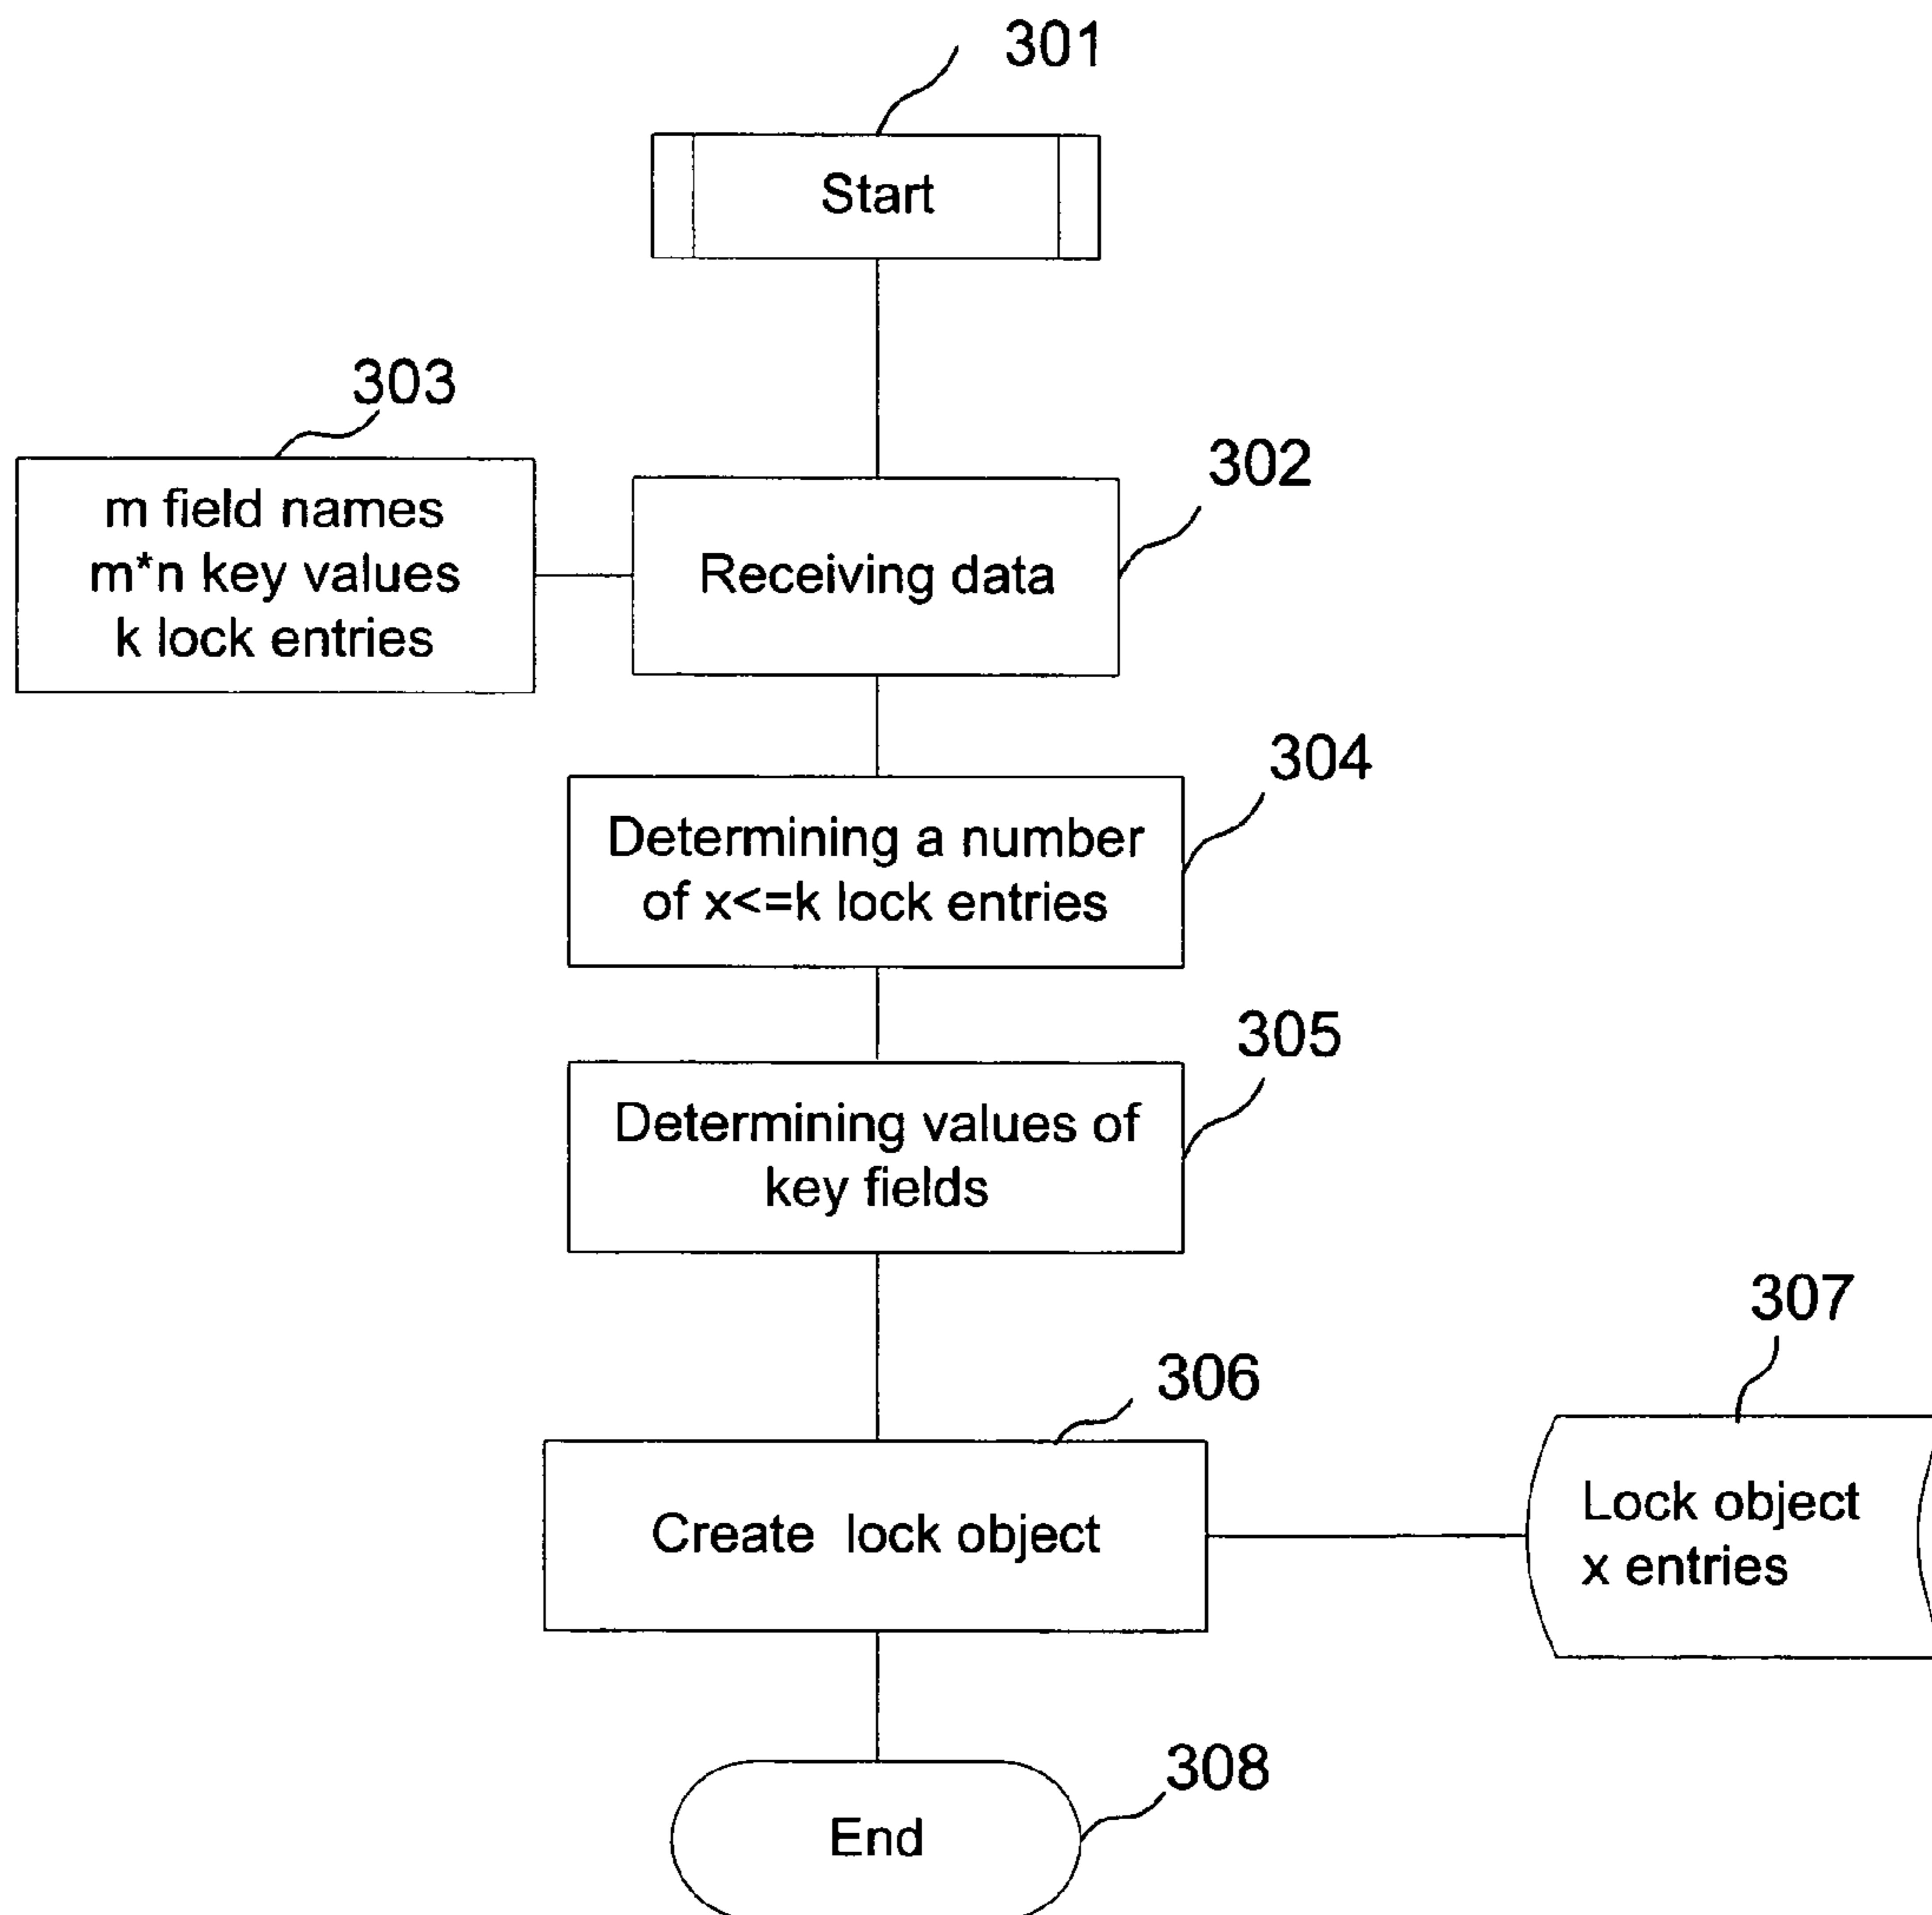 301
Start
303
m field names
m*n key values
k lock entries
302
Receiving data
304
Determining a number
of x<=k lock entries
305
Determining values of
key fields
306
Create lock object
307
Lock object
x entries
308
End